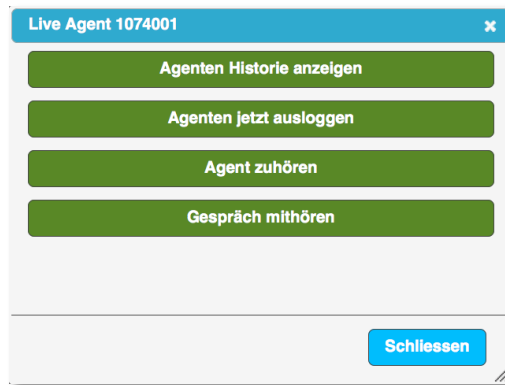 Live Agent 1074001
Agenten Historie anzeigen
Agenten jetzt ausloggen
Agent zuhören
Gespräch mithören
Schliessen